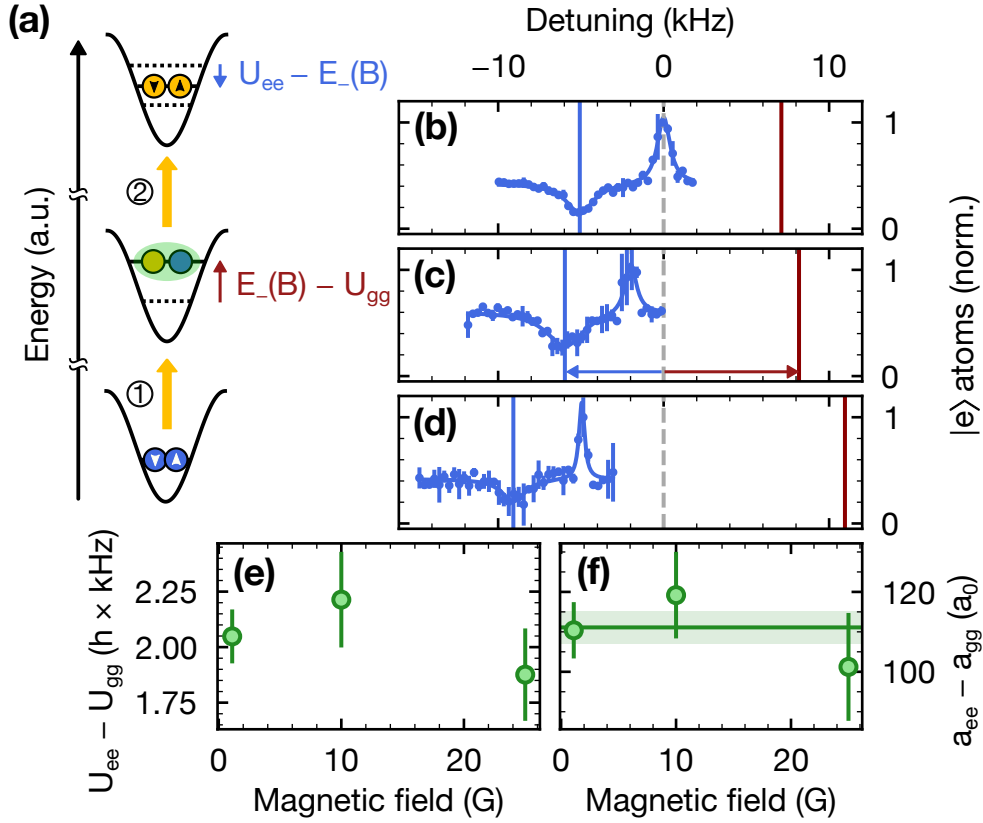 (a)
Energy (a.u.)
U_ee − E_−(B)
②
E_−(B) − U_gg
①
Detuning (kHz)
−10 0 10
(b)
1
0
(c)
1
0
(d)
1
0
|e⟩ atoms (norm.)
(e)
U_ee − U_gg (h × kHz)
2.25
2.00
1.75
0 10 20
Magnetic field (G)
(f)
120
100
a_ee − a_gg (a_0)
0 10 20
Magnetic field (G)